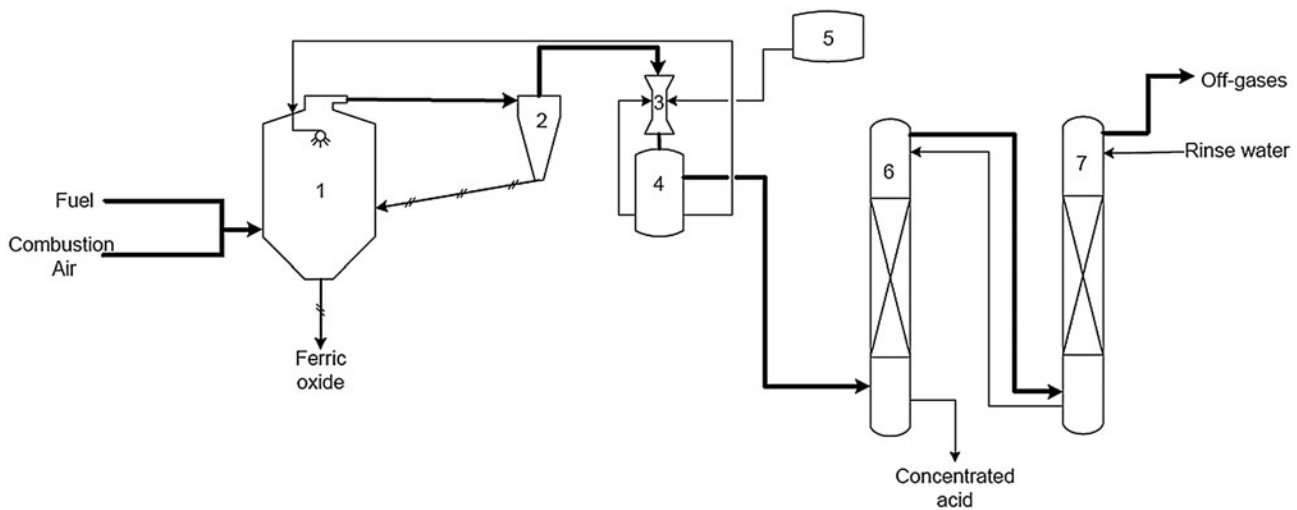 5
Off-gases
3
2
Rinse water
6
7
4
1
Fuel
Combustion
Air
Ferric
oxide
Concentrated
acid